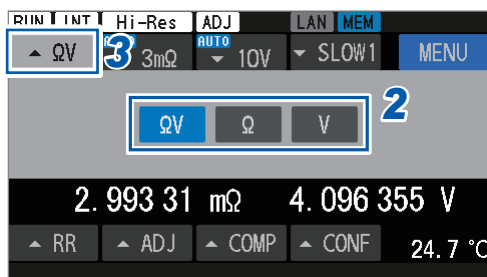 RUN INT Hi-Res ADJ LAN MEM
ΩV 3 AUTO 3mΩ AUTO 10V SLOW1 MENU
2
ΩV Ω V
2.993 31 mΩ 4.096 355 V
RR ADJ COMP CONF 24.7 °C